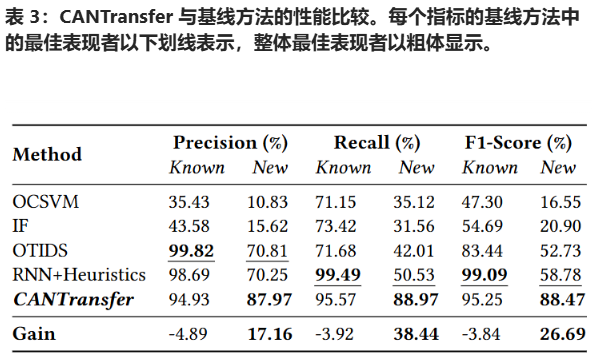 表 3：CANTransfer 与基线方法的性能比较。每个指标的基线方法中
的最佳表现者以下划线表示，整体最佳表现者以粗体显示。
Method Precision (%) Recall (%) F1-Score (%)
Known New Known New Known New
OCSVM 35.43 10.83 71.15 35.12 47.30 16.55
IF 43.58 15.62 73.42 31.56 54.69 20.90
OTIDS 99.82 70.81 71.68 42.01 83.44 52.73
RNN+Heuristics 98.69 70.25 99.49 50.53 99.09 58.78
CANTransfer 94.93 87.97 95.57 88.97 95.25 88.47
Gain -4.89 17.16 -3.92 38.44 -3.84 26.69